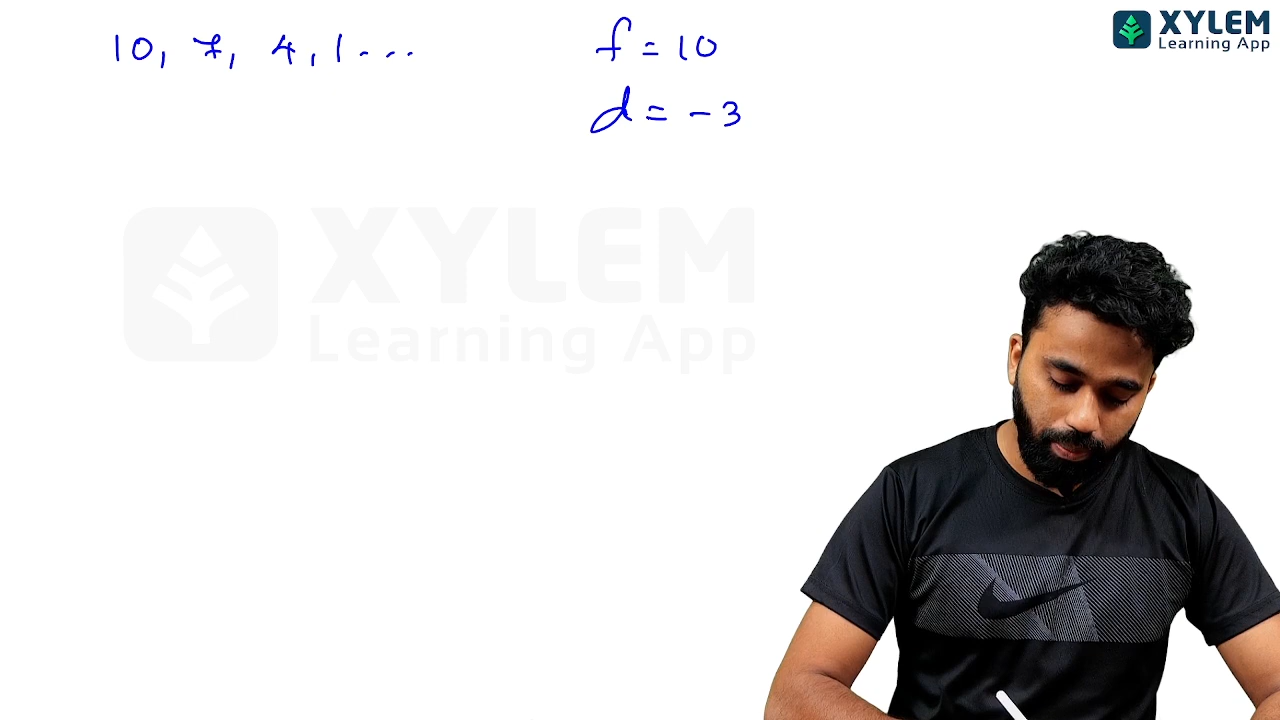 10, 7, 4, 1 ...
f = 10
d = -3
XYLEM
Learning App
XYLEM
Learning App